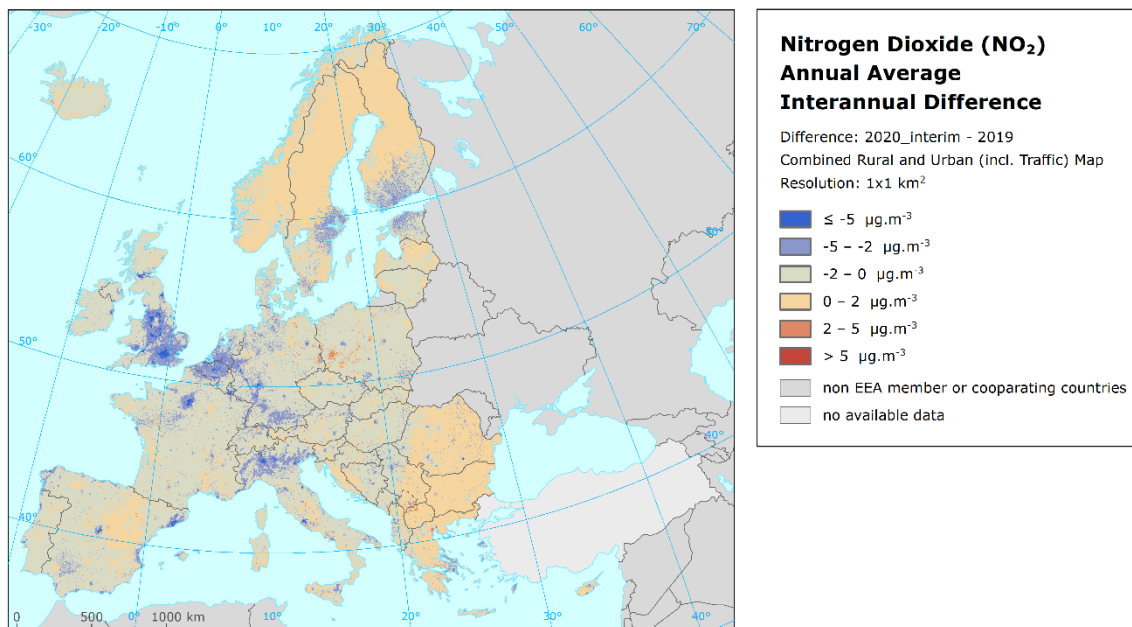 -30° -20° -10° 0° 10° 20° 30° 40° 50° 60° 70°
60°
50°
50°
40°
40°
0 500 1000 km
0° 10° 20° 30° 40°
Nitrogen Dioxide (NO₂)
Annual Average
Interannual Difference
Difference: 2020_interim - 2019
Combined Rural and Urban (incl. Traffic) Map
Resolution: 1x1 km²
≤ -5 µg.m⁻³
-5 – -2 µg.m⁻³
-2 – 0 µg.m⁻³
0 – 2 µg.m⁻³
2 – 5 µg.m⁻³
> 5 µg.m⁻³
non EEA member or cooparating countries
no available data